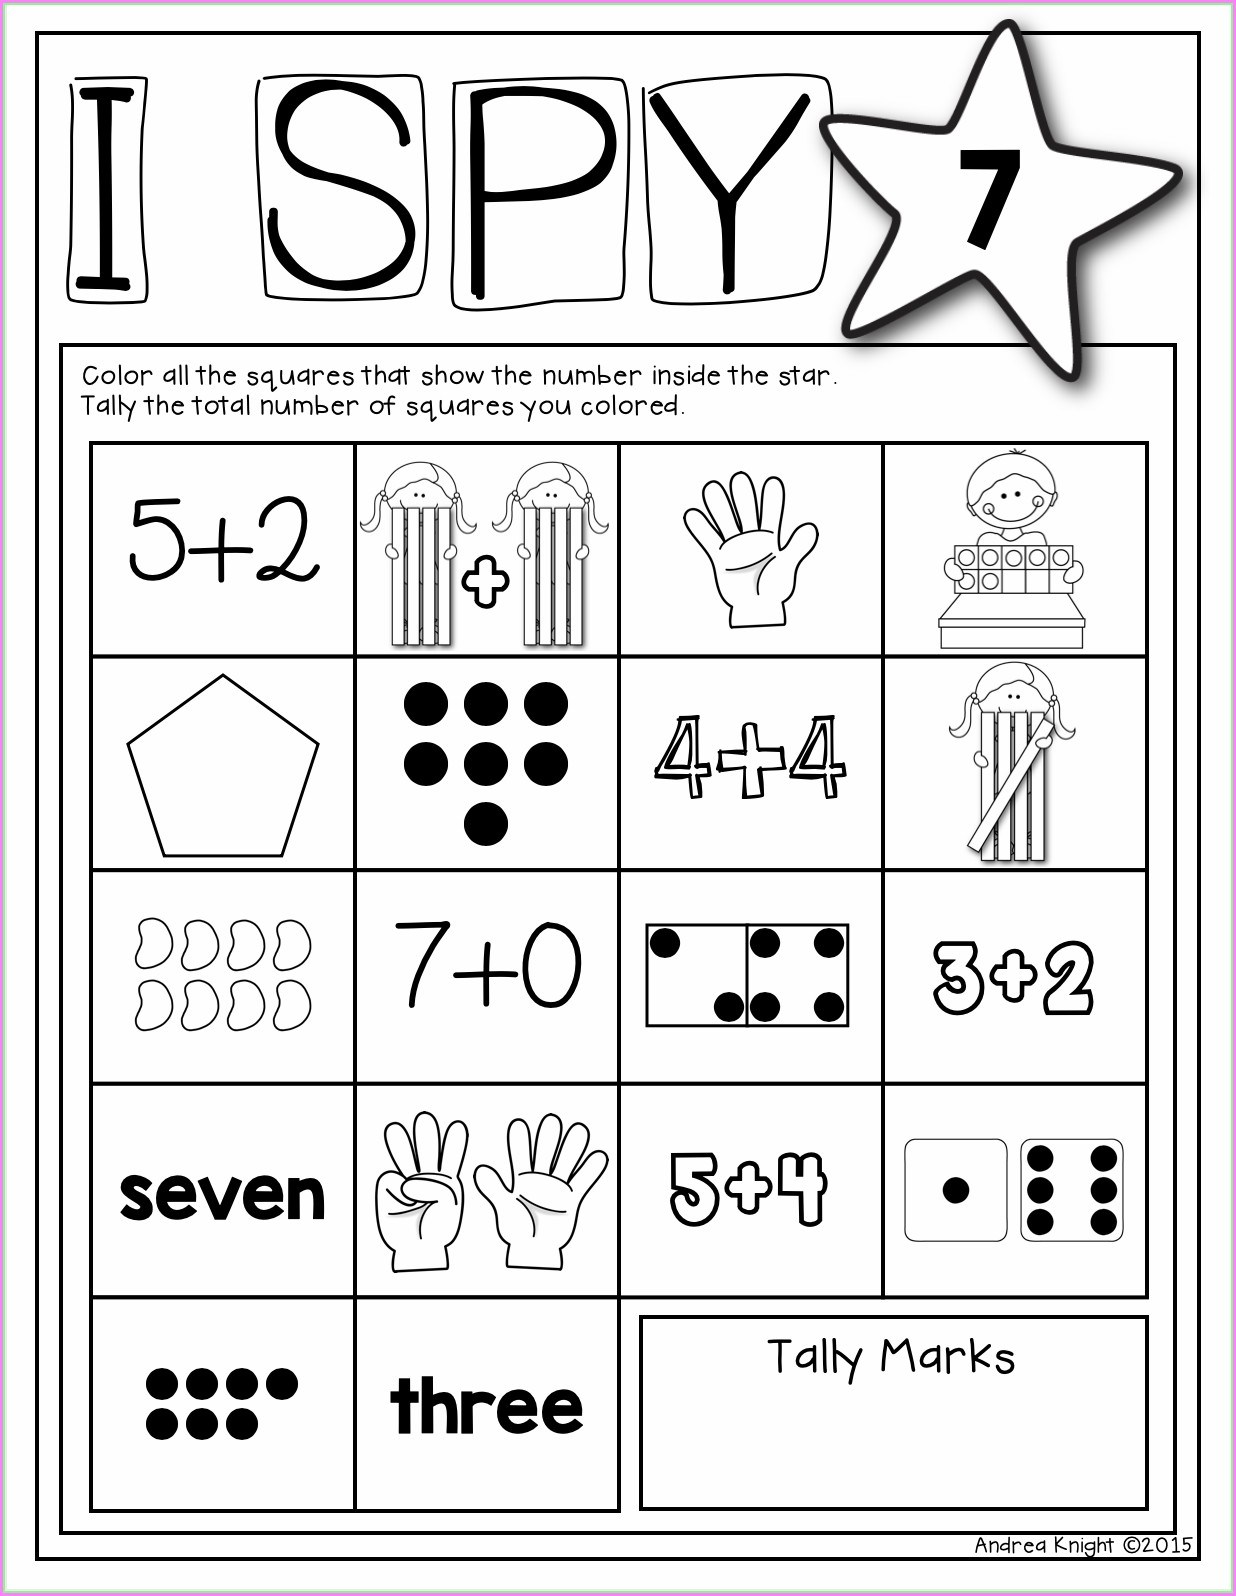 I SPY
7
Color all the squares that show the number inside the star.
Tally the total number of squares you colored.
5+2
+
4+4
7+0
3+2
seven
5+4
three
Tally Marks
Andrea Knight ©2015